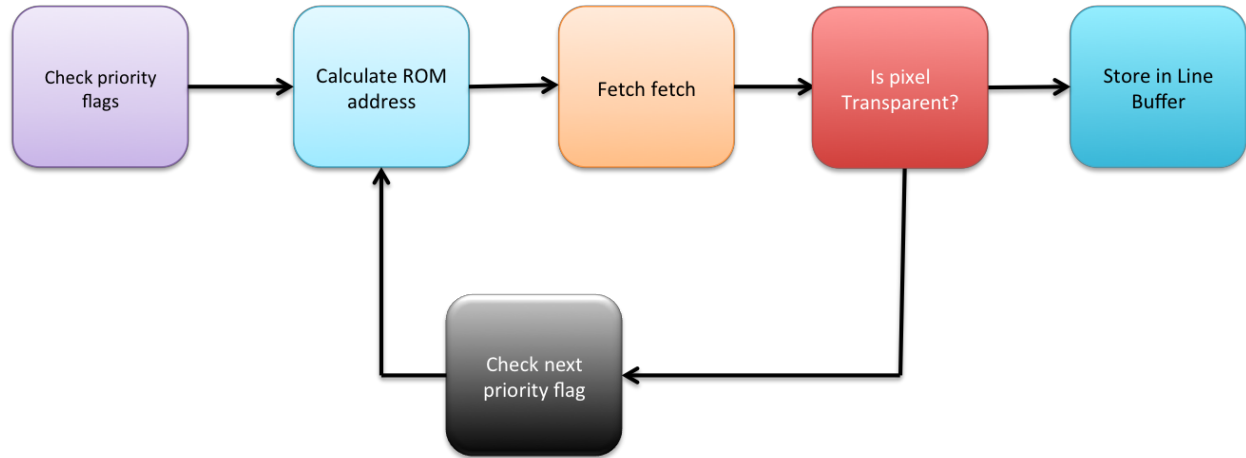 Check priority
flags
Calculate ROM
address
Fetch fetch
Is pixel
Transparent?
Store in Line
Buffer
Check next
priority flag